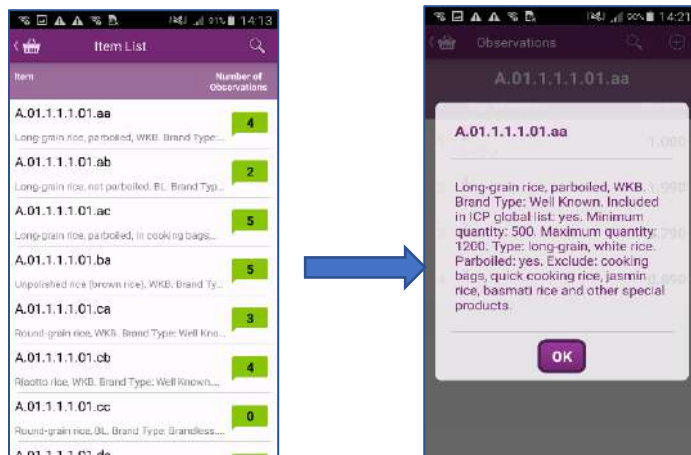 14:13
Item List
Item
Number of
Observations
A.01.1.1.1.01.aa
4
Long-grain rice, parboiled, WKB. Brand Type:...
A.01.1.1.1.01.ab
2
Long-grain rice, not parboiled, BL. Brand Typ...
A.01.1.1.1.01.ac
5
Long-grain rice, parboiled, in cooking bags,...
A.01.1.1.1.01.ba
5
Unpolished rice (brown rice), WKB. Brand Ty...
A.01.1.1.1.01.ca
3
Round-grain rice, WKB. Brand Type: Well Kno...
A.01.1.1.1.01.cb
4
Risotto rice, WKB. Brand Type: Well Known....
A.01.1.1.1.01.cc
0
Round-grain rice, BL. Brand Type: Brandless....
14:21
Observations
A.01.1.1.1.01.aa
A.01.1.1.1.01.aa
Long-grain rice, parboiled, WKB.
Brand Type: Well Known. Included
in ICP global list: yes. Minimum
quantity: 500. Maximum quantity:
1200. Type: long-grain, white rice.
Parboiled: yes. Exclude: cooking
bags, quick cooking rice, jasmin
rice, basmati rice and other special
products.
OK